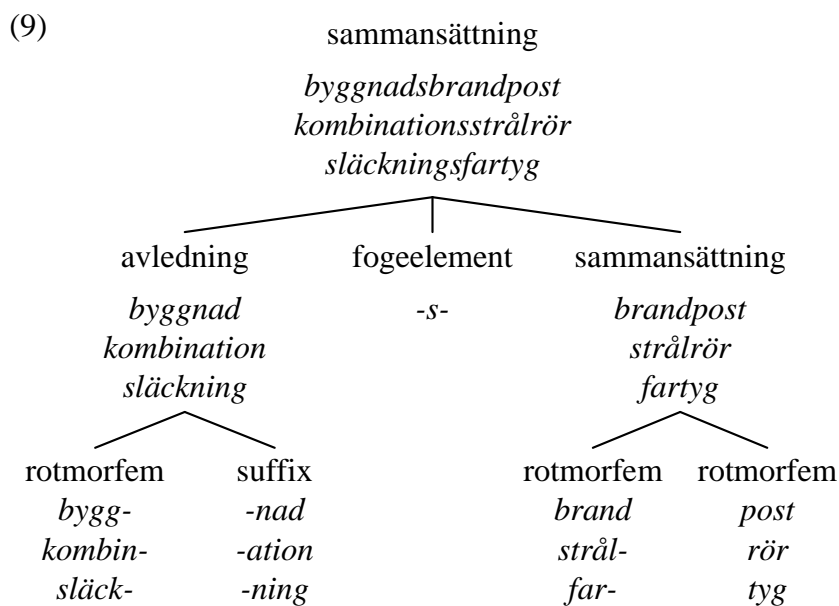 (9)
sammansättning
byggnadsbrandpost
kombinationsstrålrör
släckningsfartyg
avledning fogeelement sammansättning
byggnad -s- brandpost
kombination strålrör
släckning fartyg
rotmorfem suffix rotmorfem rotmorfem
bygg- -nad brand post
kombin- -ation strål- rör
släck- -ning far- tyg